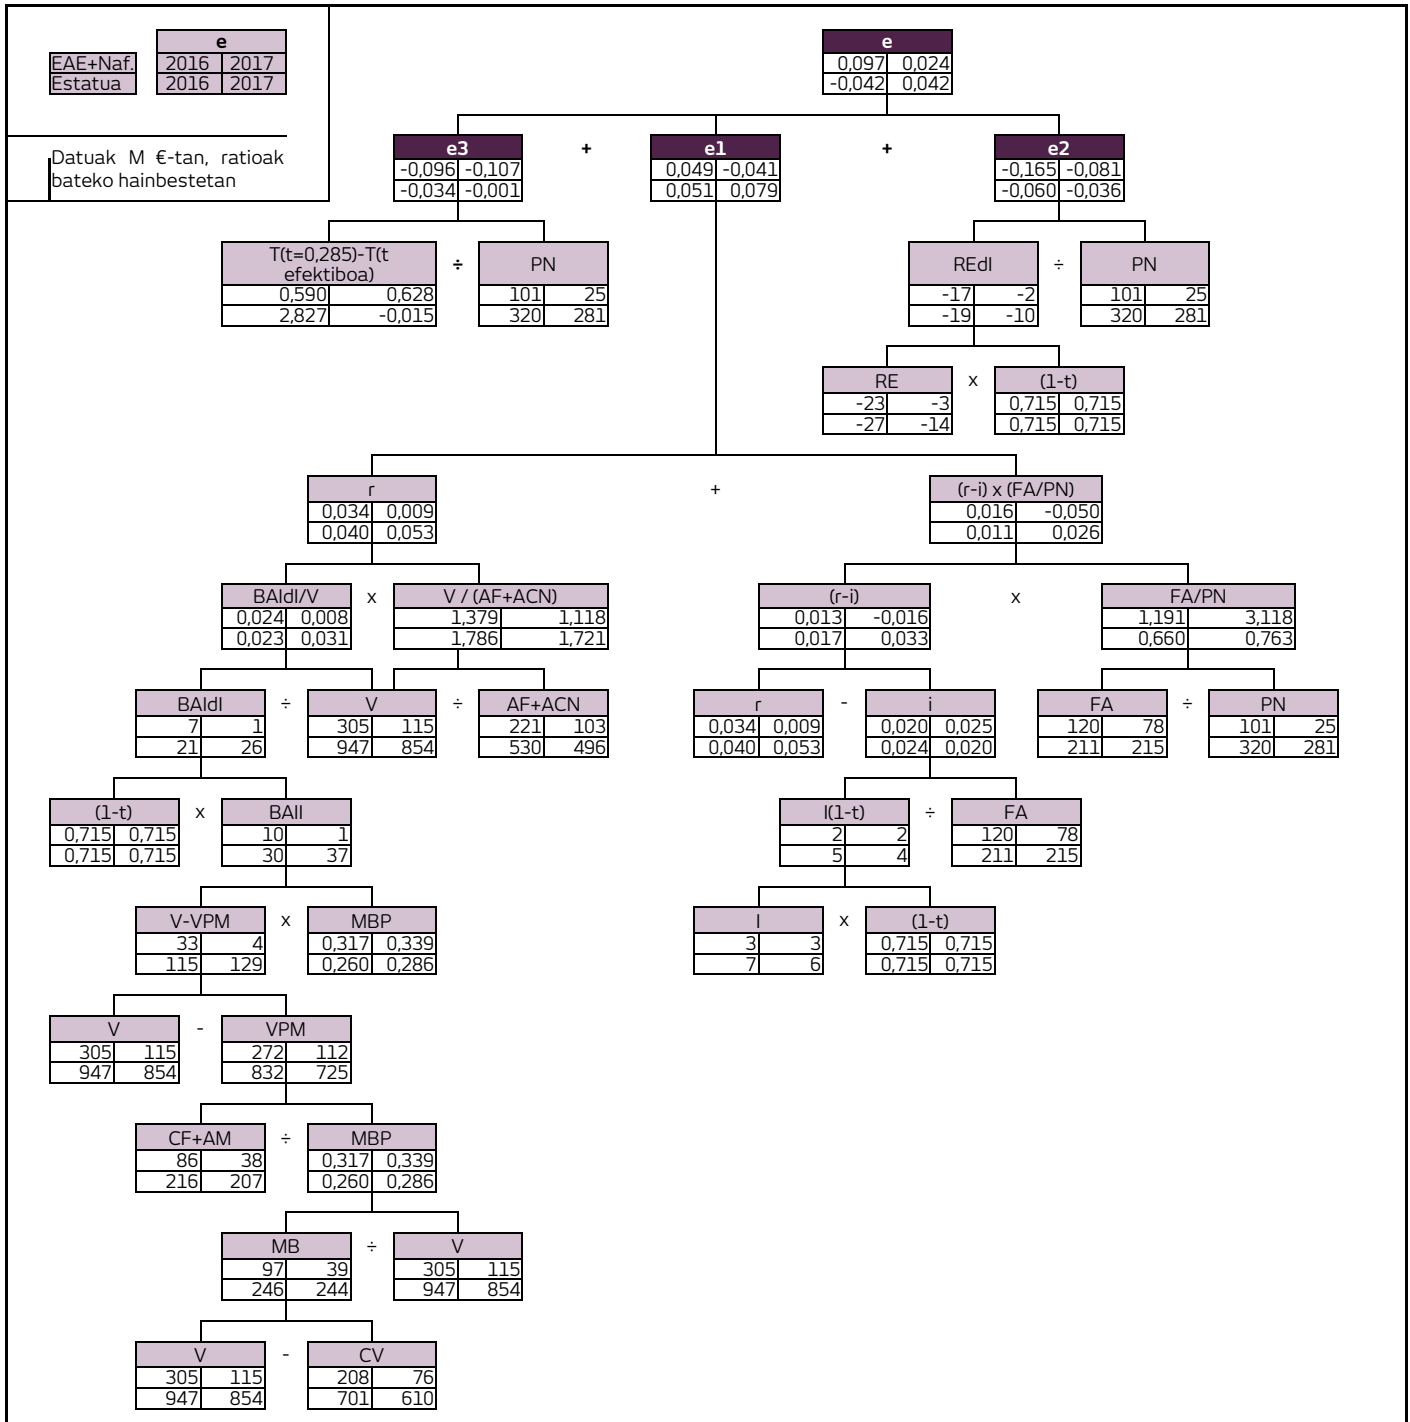 e
EAE+Naf. 2016 2017
Estatua 2016 2017
Datuak M €-tan, ratioak
bateko hainbestetan
e
0,097 0,024
-0,042 0,042
e3 + e1 + e2
-0,096 -0,107 0,049 -0,041 -0,165 -0,081
-0,034 -0,001 0,051 0,079 -0,060 -0,036
T(t=0,285)-T(t
efektiboa) ÷ PN REdI ÷ PN
0,590 0,628 101 25 -17 -2 101 25
2,827 -0,015 320 281 -19 -10 320 281
RE x (1-t)
-23 -3 0,715 0,715
-27 -14 0,715 0,715
r + (r-i) x (FA/PN)
0,034 0,009 0,016 -0,050
0,040 0,053 0,011 0,026
BAIdI/V x V / (AF+ACN) (r-i) x FA/PN
0,024 0,008 1,379 1,118 0,013 -0,016 1,191 3,118
0,023 0,031 1,786 1,721 0,017 0,033 0,660 0,763
BAIdI ÷ V ÷ AF+ACN r - i FA ÷ PN
7 1 305 115 221 103 0,034 0,009 0,020 0,025 120 78 101 25
21 26 947 854 530 496 0,040 0,053 0,024 0,020 211 215 320 281
(1-t) x BAII I(1-t) ÷ FA
0,715 0,715 10 1 2 2 120 78
0,715 0,715 30 37 5 4 211 215
V-VPM x MBP I x (1-t)
33 4 0,317 0,339 3 3 0,715 0,715
115 129 0,260 0,286 7 6 0,715 0,715
V - VPM
305 115 272 112
947 854 832 725
CF+AM ÷ MBP
86 38 0,317 0,339
216 207 0,260 0,286
MB ÷ V
97 39 305 115
246 244 947 854
V - CV
305 115 208 76
947 854 701 610